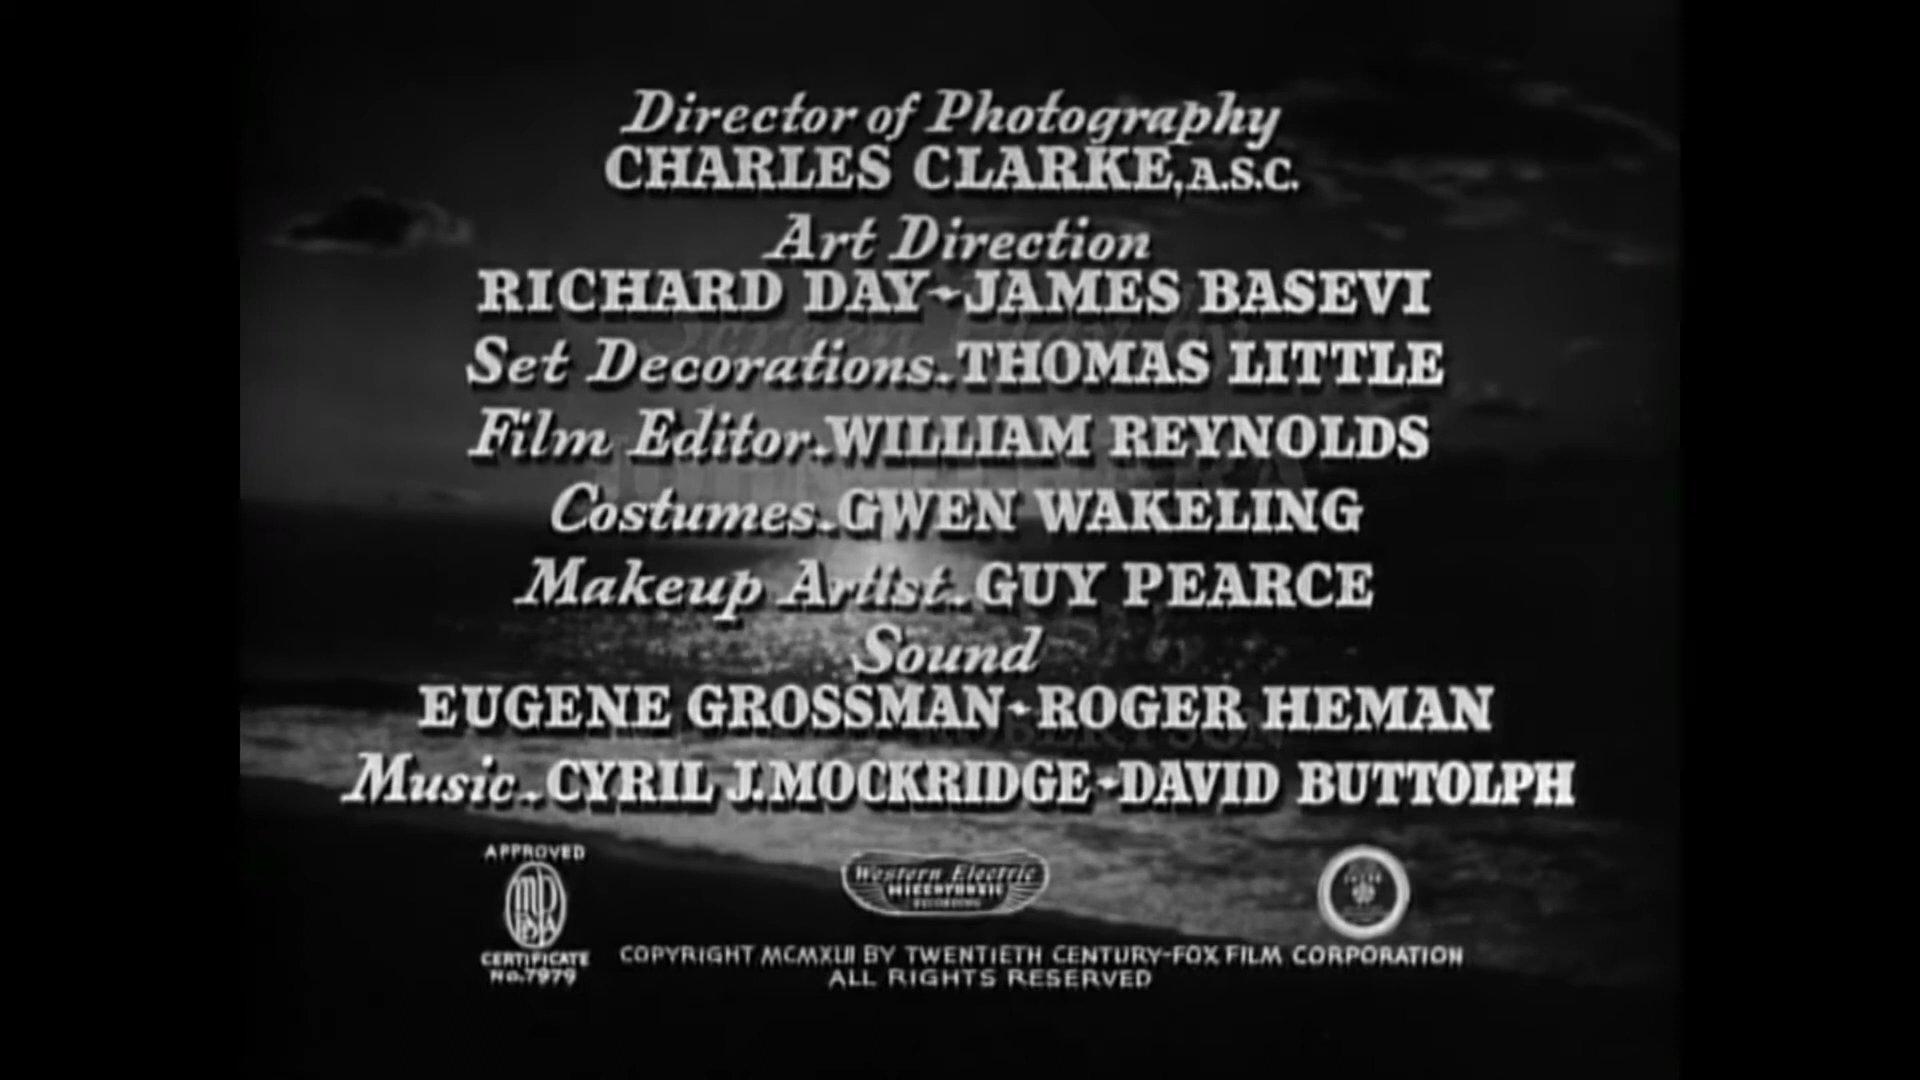 Director of Photography
CHARLES CLARKE, A.S.C.
Art Direction
RICHARD DAY - JAMES BASEVI
Set Decorations. THOMAS LITTLE
Film Editor. WILLIAM REYNOLDS
Costumes. GWEN WAKELING
Makeup Artist. GUY PEARCE
Sound
EUGENE GROSSMAN - ROGER HEMAN
Music. CYRIL J. MOCKRIDGE - DAVID BUTTOLPH
APPROVED
CERTIFICATE
No. 7979
Western Electric
MIRROPHONIC
RECORDING
COPYRIGHT MCMXLII BY TWENTIETH CENTURY-FOX FILM CORPORATION
ALL RIGHTS RESERVED